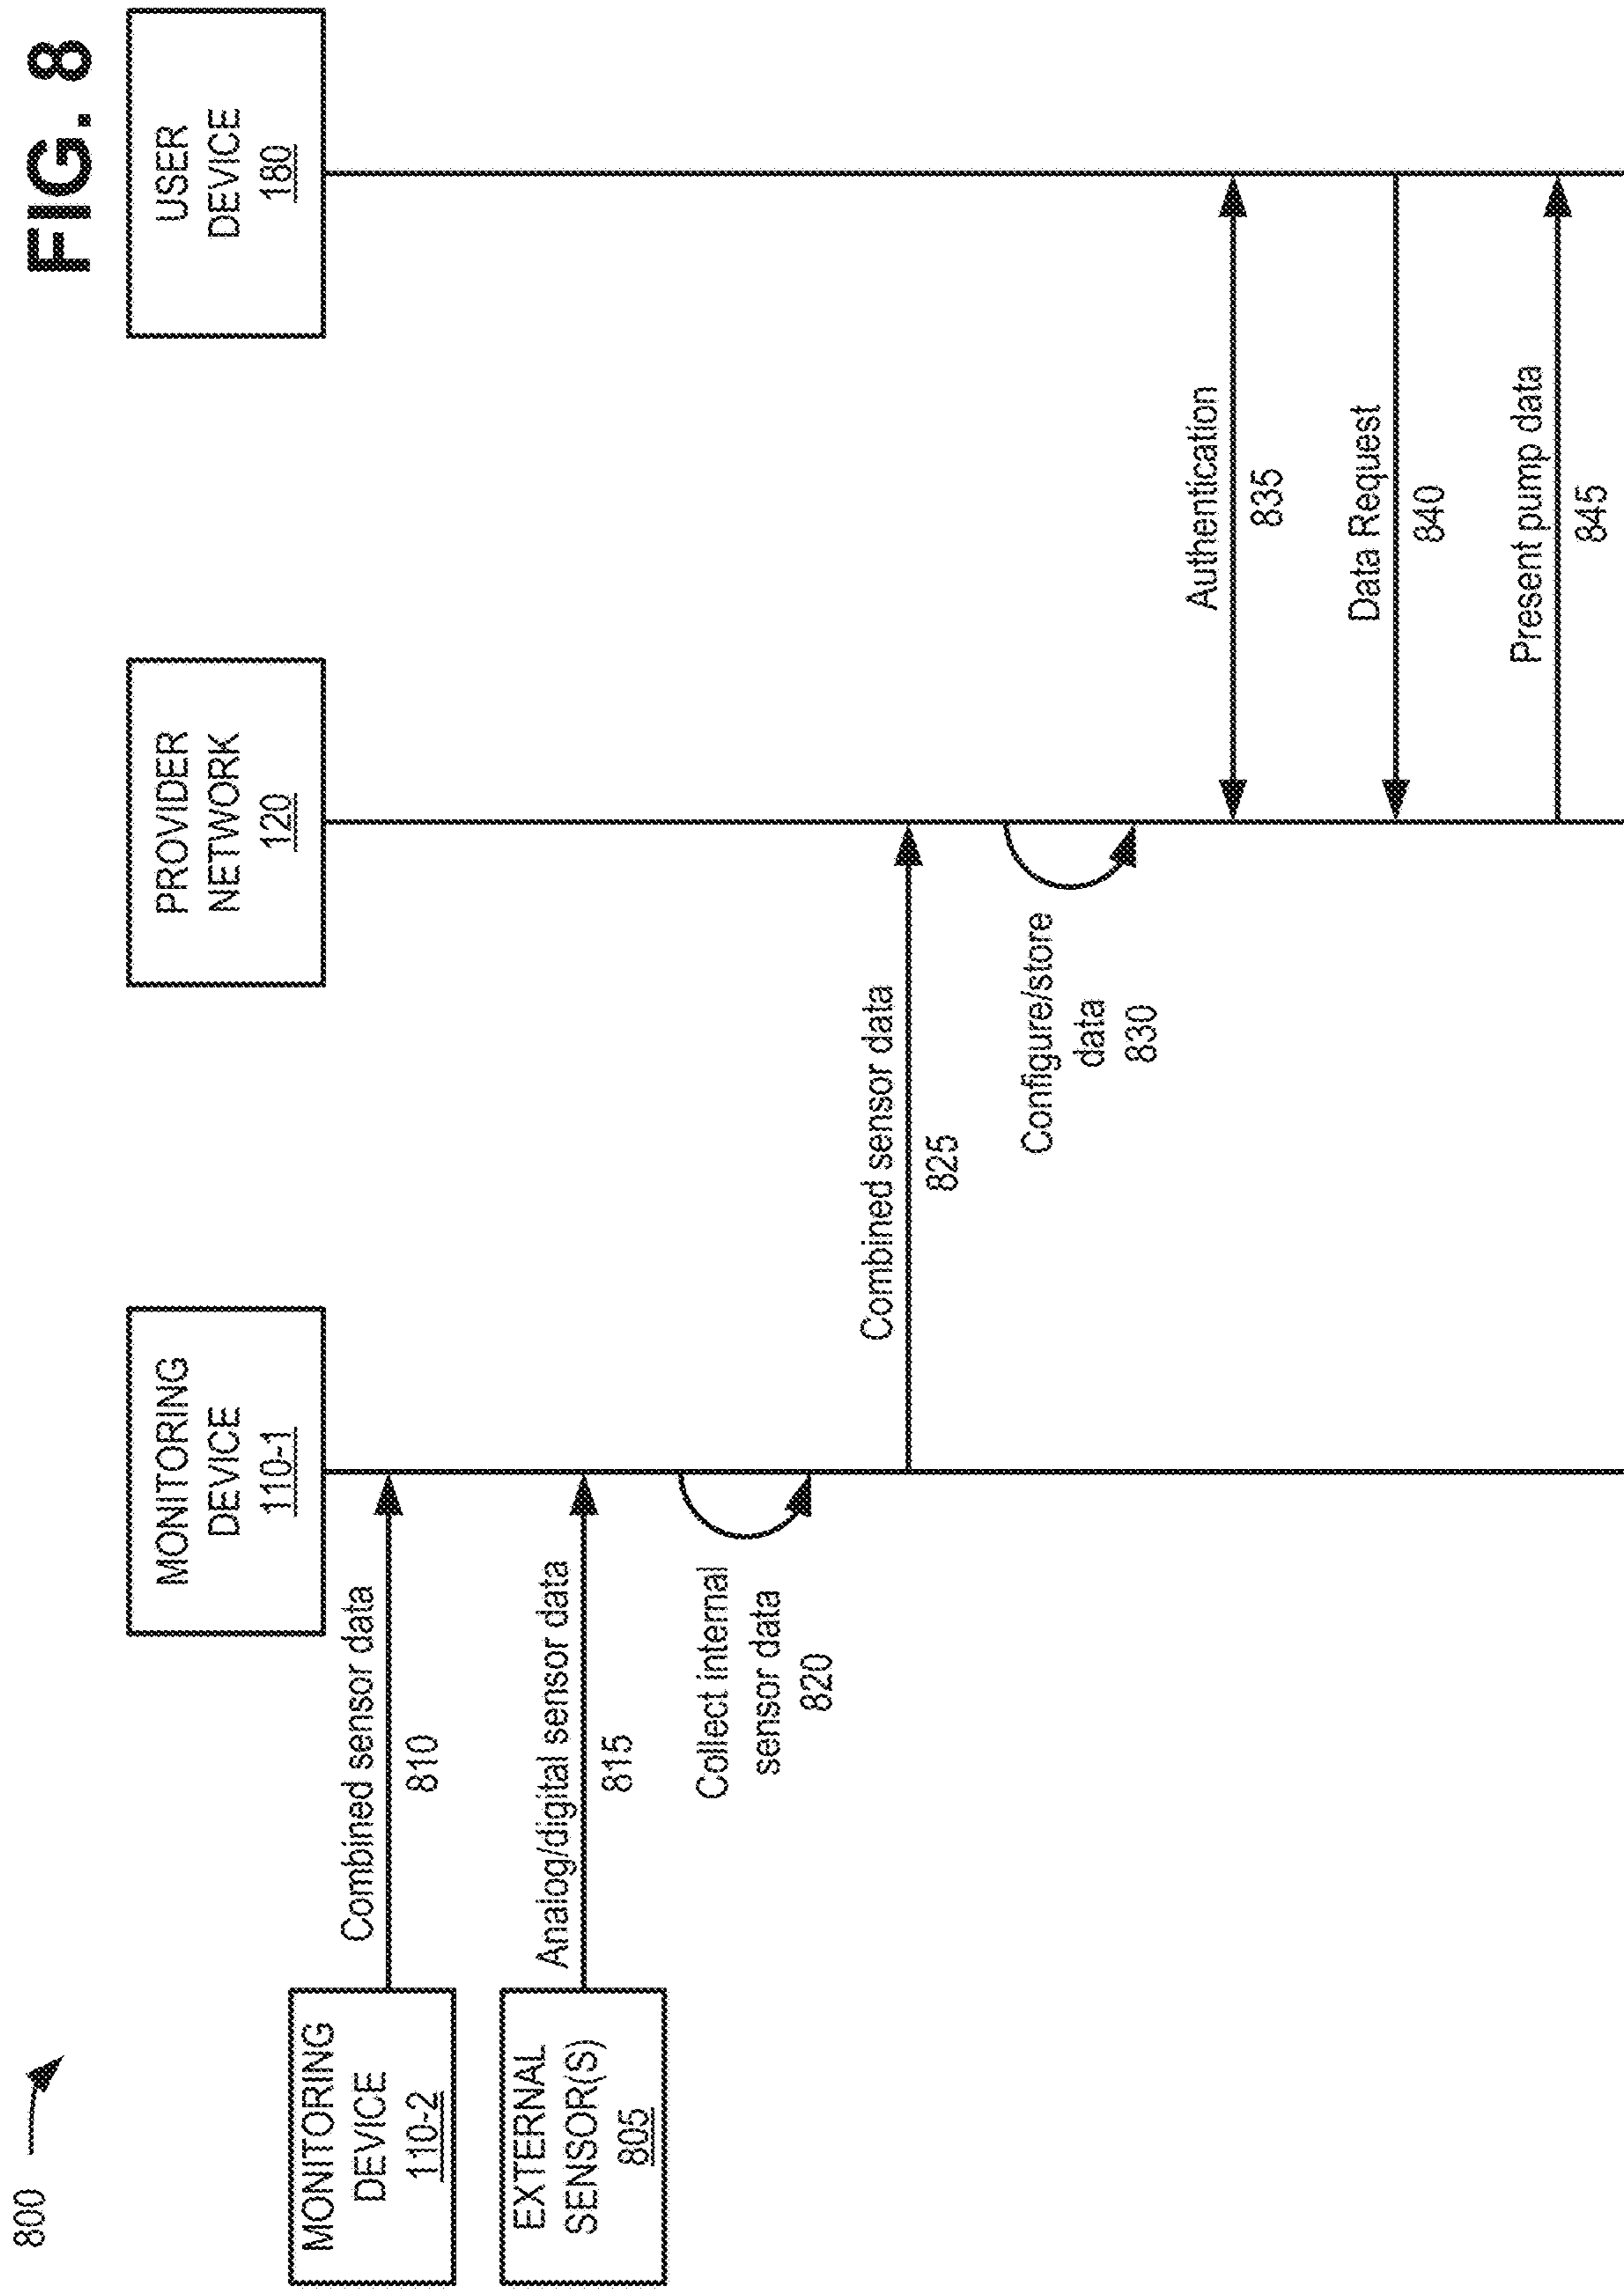 FIG. 8
800
MONITORING
DEVICE
110-1
PROVIDER
NETWORK
120
USER
DEVICE
180
MONITORING
DEVICE
110-2
Combined sensor data
810
EXTERNAL
SENSOR(S)
805
Analog/digital sensor data
815
Collect internal
sensor data
820
Combined sensor data
825
Configure/store
data
830
Authentication
835
Data Request
840
Present pump data
845